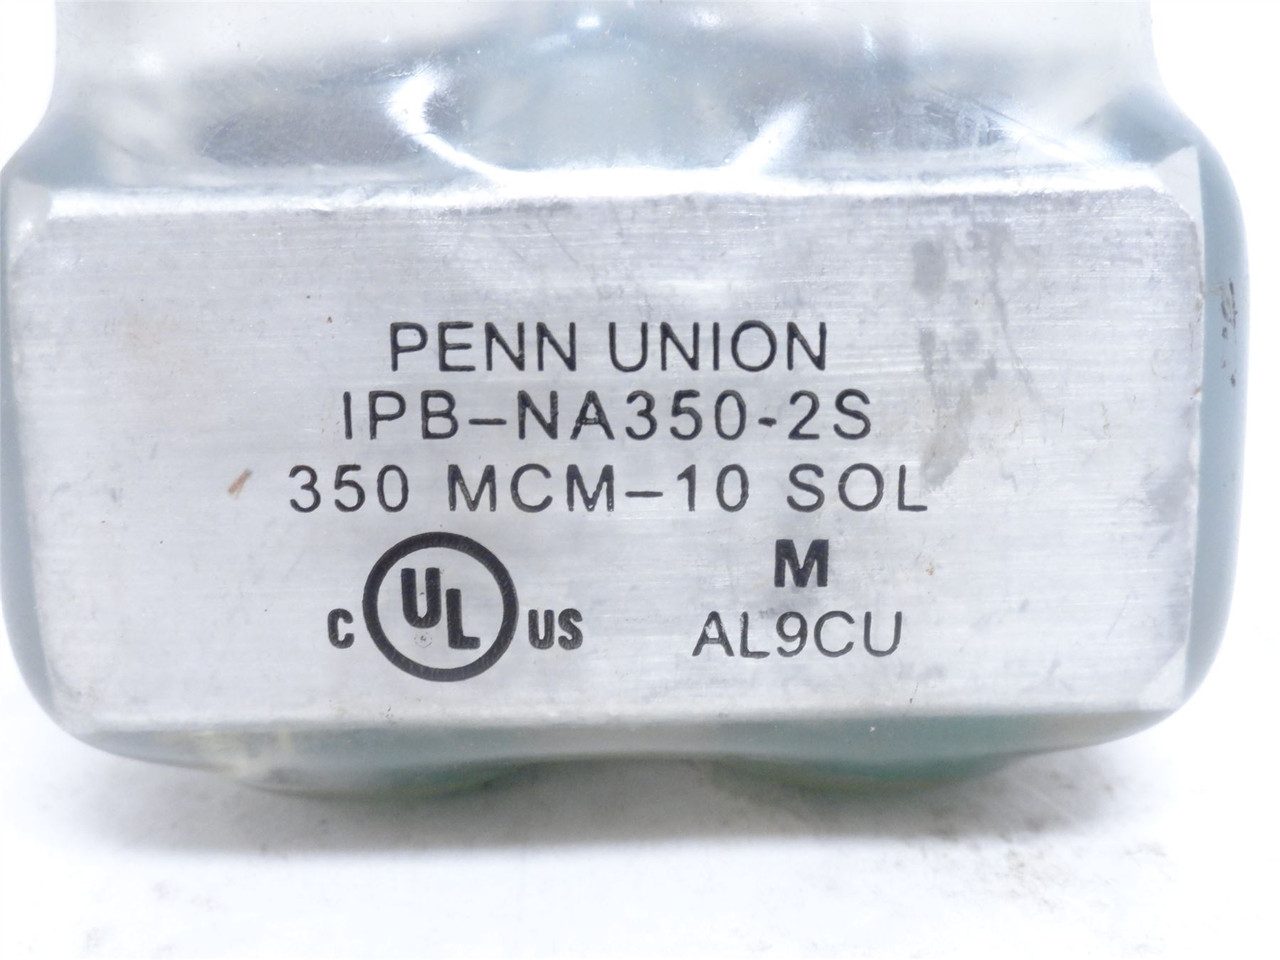 PENN UNION
IPB-NA350-2S
350 MCM-10 SOL
C UL US
M
AL9CU